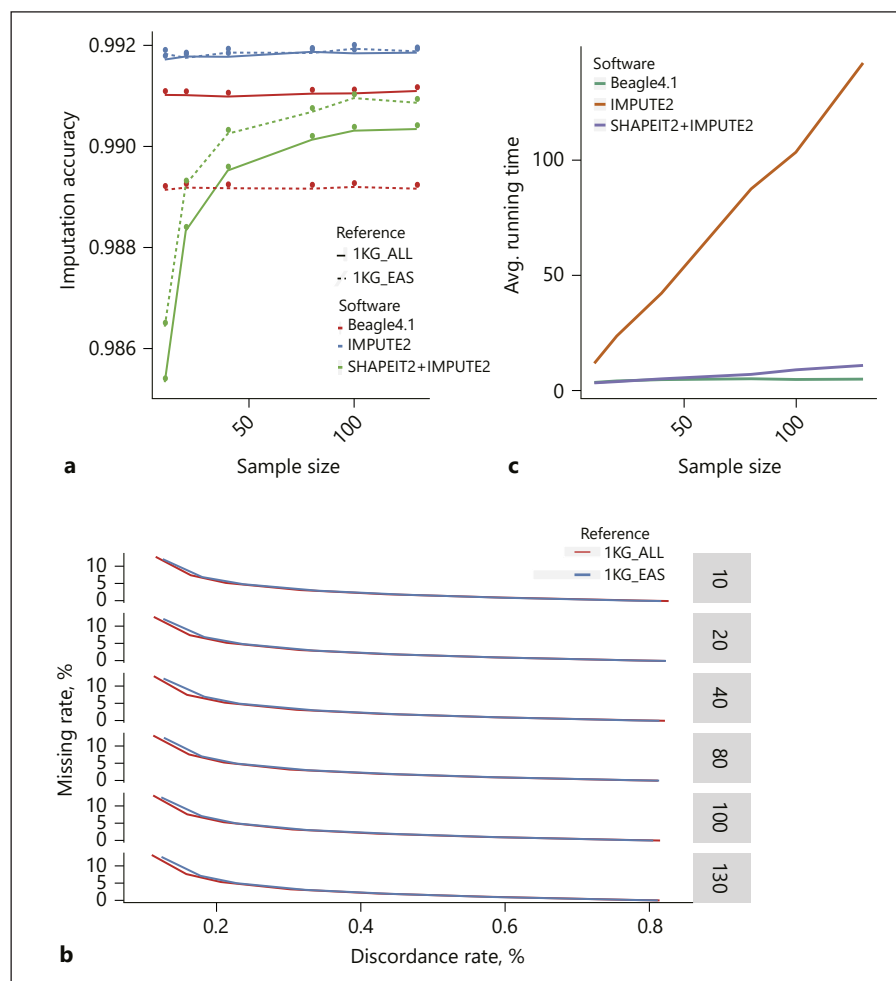 0.992
0.990
0.988
0.986
Imputation accuracy
Reference
1KG_ALL
1KG_EAS
Software
Beagle4.1
IMPUTE2
SHAPEIT2+IMPUTE2
50
100
a
Sample size
Software
Beagle4.1
IMPUTE2
SHAPEIT2+IMPUTE2
100
50
0
Avg. running time
50
100
c
Sample size
Reference
1KG_ALL
1KG_EAS
10
5
0
10
10
5
0
20
10
5
0
40
10
5
0
80
10
5
0
100
10
5
0
130
Missing rate, %
0.2
0.4
0.6
0.8
b
Discordance rate, %